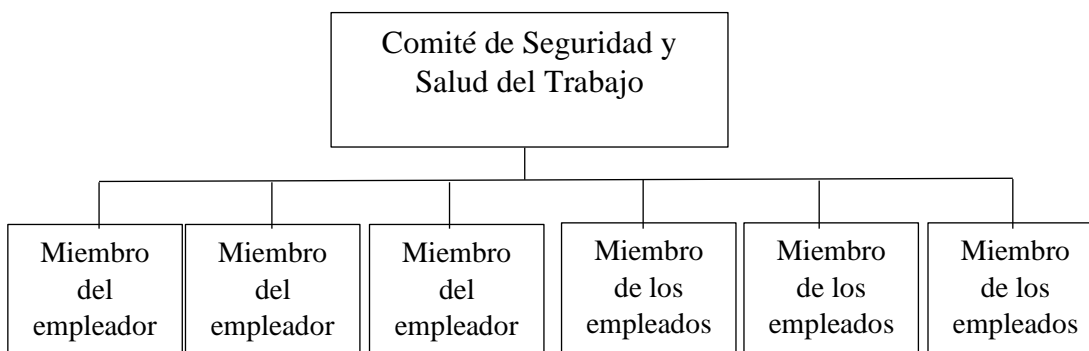 Comité de Seguridad y
Salud del Trabajo
Miembro
del
empleador
Miembro
del
empleador
Miembro
del
empleador
Miembro
de los
empleados
Miembro
de los
empleados
Miembro
de los
empleados